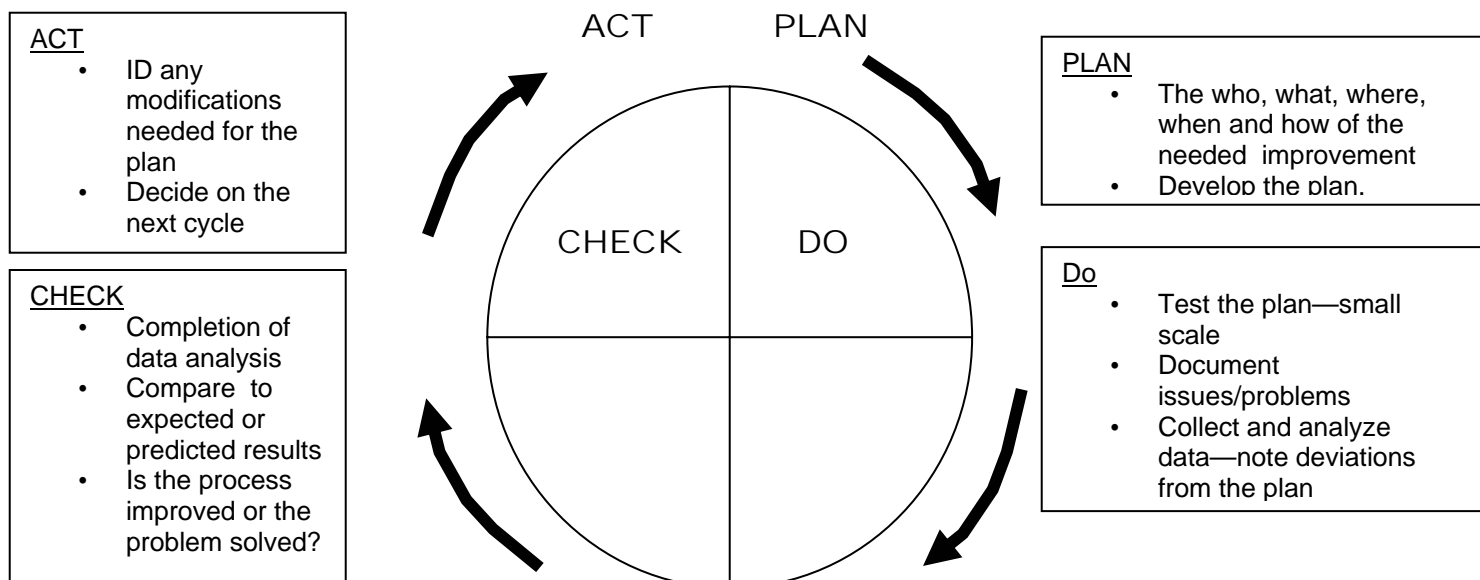 ACT
• ID any
modifications
needed for the
plan
• Decide on the
next cycle
CHECK
• Completion of
data analysis
• Compare to
expected or
predicted results
• Is the process
improved or the
problem solved?
ACT PLAN
CHECK DO
PLAN
• The who, what, where,
when and how of the
needed improvement
• Develop the plan.
Do
• Test the plan—small
scale
• Document
issues/problems
• Collect and analyze
data—note deviations
from the plan